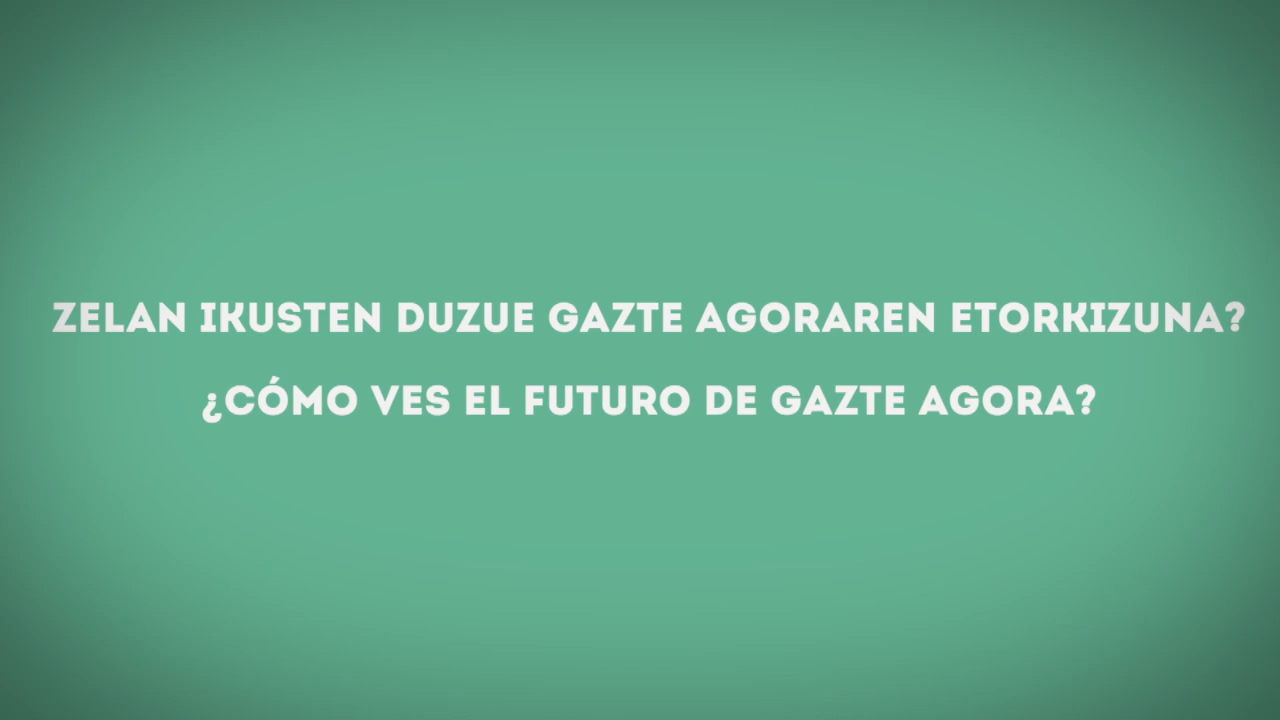 ZELAN IKUSTEN DUZUE GAZTE AGORAREN ETORKIZUNA?
¿CÓMO VES EL FUTURO DE GAZTE AGORA?